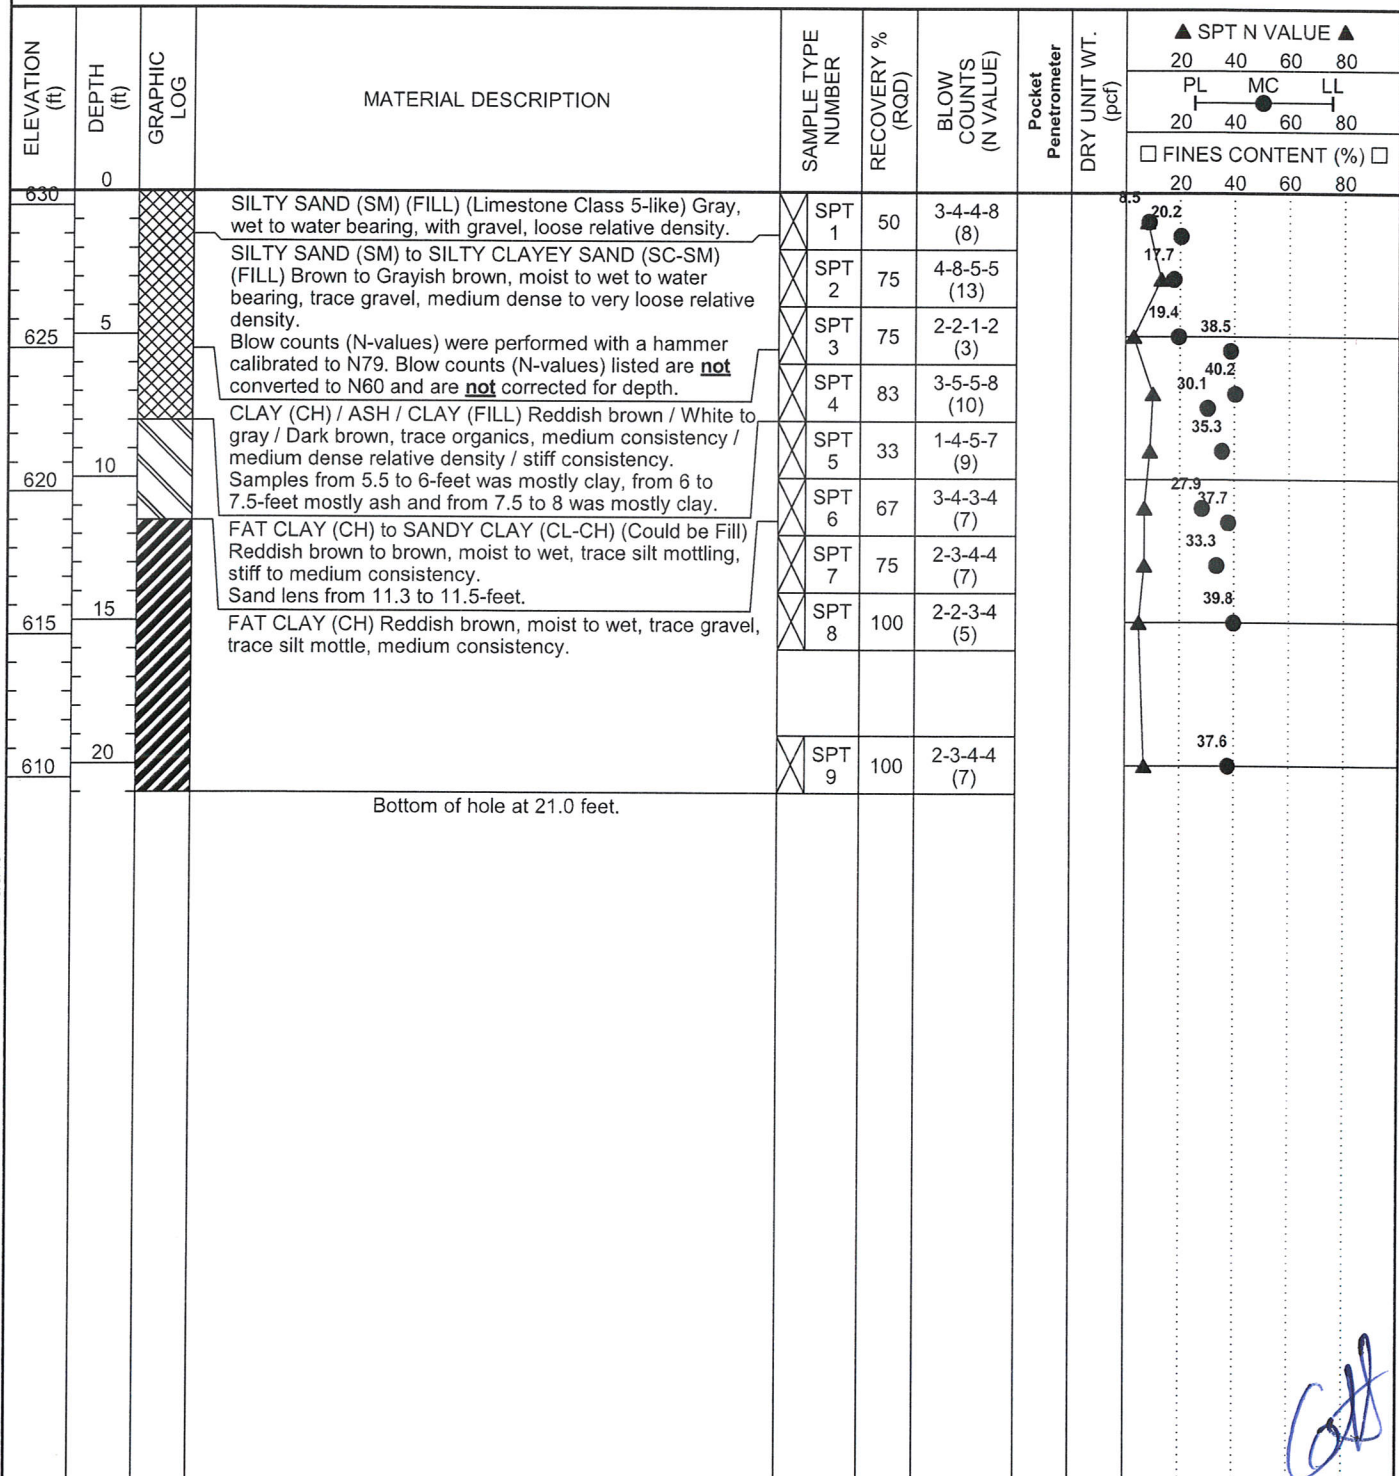 ELEVATION
(ft)
DEPTH
(ft)
GRAPHIC
LOG
MATERIAL DESCRIPTION
SAMPLE TYPE
NUMBER
RECOVERY %
(RQD)
BLOW
COUNTS
(N VALUE)
Pocket
Penetrometer
DRY UNIT WT.
(pcf)
▲ SPT N VALUE ▲
20 40 60 80
PL MC LL
20 40 60 80
□ FINES CONTENT (%) □
20 40 60 80
630
0
SILTY SAND (SM) (FILL) (Limestone Class 5-like) Gray,
wet to water bearing, with gravel, loose relative density.
SPT
1
50
3-4-4-8
(8)
8.5
20.2
SILTY SAND (SM) to SILTY CLAYEY SAND (SC-SM)
(FILL) Brown to Grayish brown, moist to wet to water
bearing, trace gravel, medium dense to very loose relative
density.
Blow counts (N-values) were performed with a hammer
calibrated to N79. Blow counts (N-values) listed are not
converted to N60 and are not corrected for depth.
SPT
2
75
4-8-5-5
(13)
17.7
625
5
SPT
3
75
2-2-1-2
(3)
19.4
38.5
SPT
4
83
3-5-5-8
(10)
40.2
30.1
CLAY (CH) / ASH / CLAY (FILL) Reddish brown / White to
gray / Dark brown, trace organics, medium consistency /
medium dense relative density / stiff consistency.
Samples from 5.5 to 6-feet was mostly clay, from 6 to
7.5-feet mostly ash and from 7.5 to 8 was mostly clay.
SPT
5
33
1-4-5-7
(9)
35.3
620
10
SPT
6
67
3-4-3-4
(7)
27.9
37.7
FAT CLAY (CH) to SANDY CLAY (CL-CH) (Could be Fill)
Reddish brown to brown, moist to wet, trace silt mottling,
stiff to medium consistency.
Sand lens from 11.3 to 11.5-feet.
SPT
7
75
2-3-4-4
(7)
33.3
615
15
FAT CLAY (CH) Reddish brown, moist to wet, trace gravel,
trace silt mottle, medium consistency.
SPT
8
100
2-2-3-4
(5)
39.8
610
20
SPT
9
100
2-3-4-4
(7)
37.6
Bottom of hole at 21.0 feet.